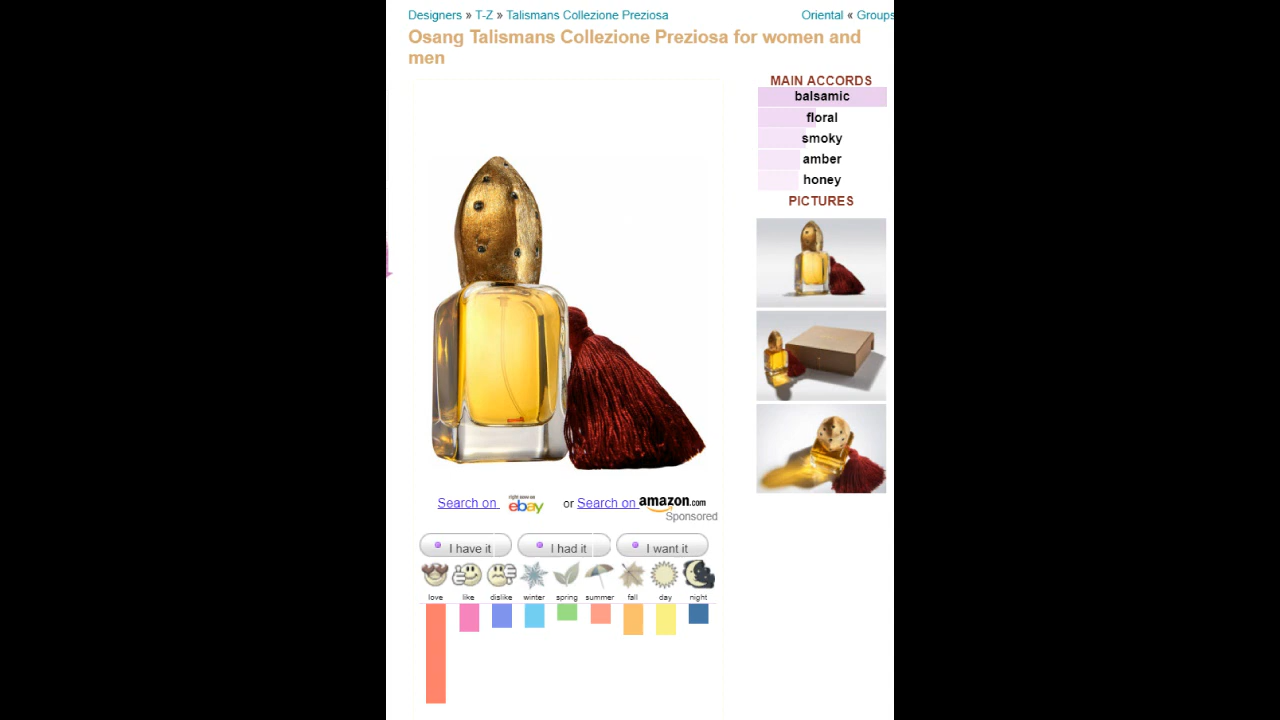 Designers » T-Z » Talismans Collezione Preziosa
Oriental « Groups
Osang Talismans Collezione Preziosa for women and
men
MAIN ACCORDS
balsamic
floral
smoky
amber
honey
PICTURES
Search on ebay or Search on amazon.com
Sponsored
I have it I had it I want it
love like dislike winter spring summer fall day night